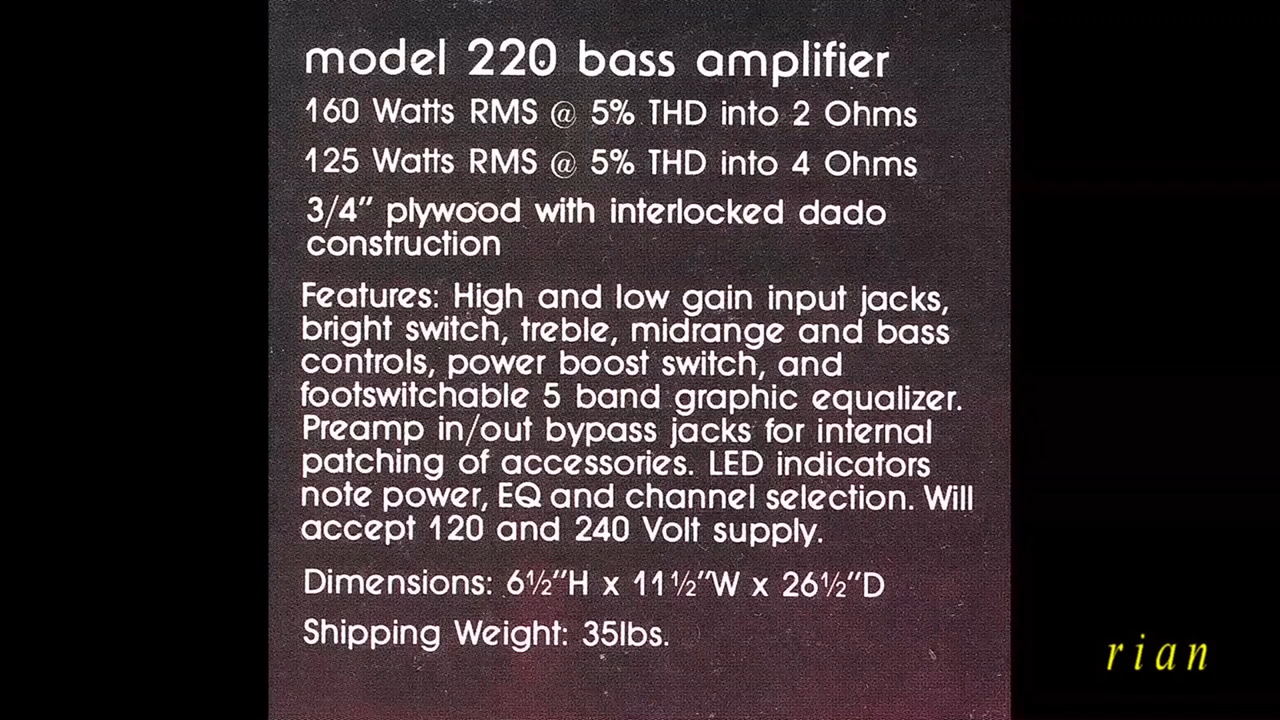 model 220 bass amplifier
160 Watts RMS @ 5% THD into 2 Ohms
125 Watts RMS @ 5% THD into 4 Ohms
3/4" plywood with interlocked dado
construction
Features: High and low gain input jacks,
bright switch, treble, midrange and bass
controls, power boost switch, and
footswitchable 5 band graphic equalizer.
Preamp in/out bypass jacks for internal
patching of accessories. LED indicators
note power, EQ and channel selection. Will
accept 120 and 240 Volt supply.
Dimensions: 6½"H x 11½"W x 26½"D
Shipping Weight: 35lbs.
rian